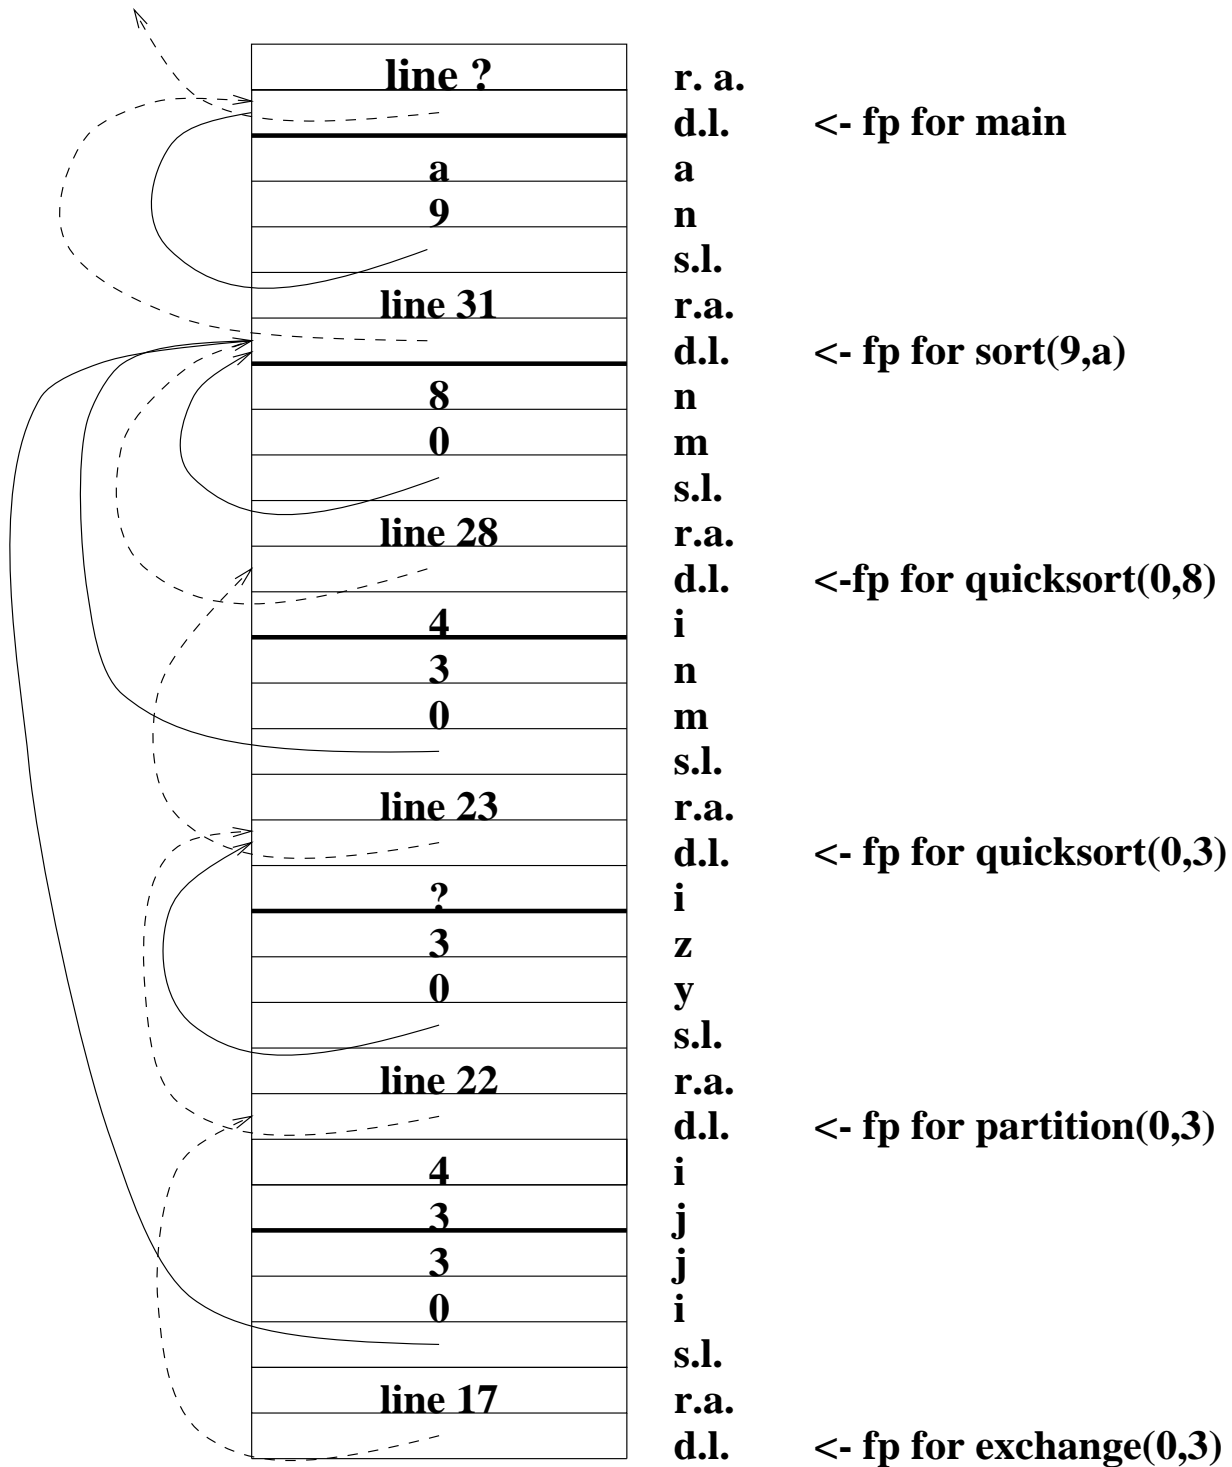 line ? r. a.
d.l. <- fp for main
a a
9 n
s.l.
line 31 r.a.
d.l. <- fp for sort(9,a)
8 n
0 m
s.l.
line 28 r.a.
d.l. <-fp for quicksort(0,8)
4 i
3 n
0 m
s.l.
line 23 r.a.
d.l. <- fp for quicksort(0,3)
? i
3 z
0 y
s.l.
line 22 r.a.
d.l. <- fp for partition(0,3)
4 i
3 j
3 j
0 i
s.l.
line 17 r.a.
d.l. <- fp for exchange(0,3)